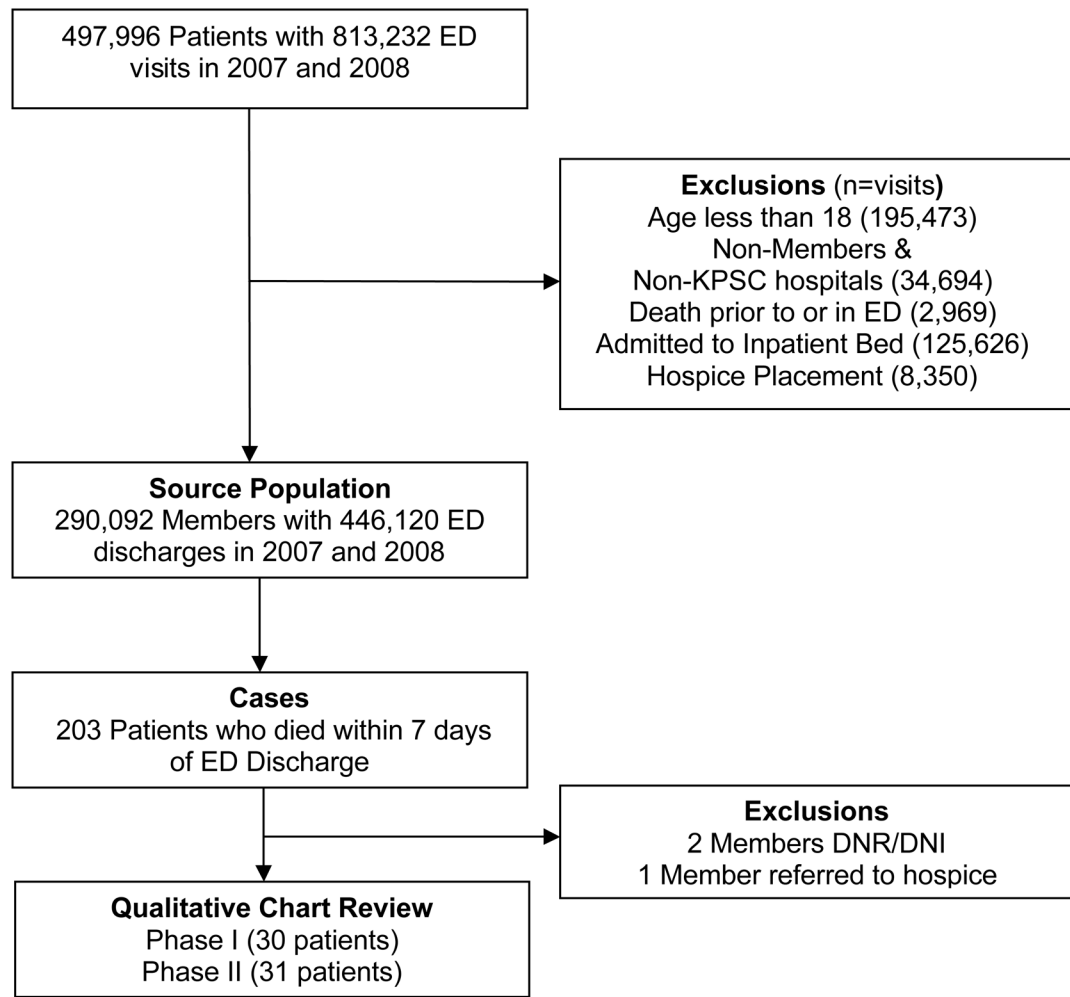 497,996 Patients with 813,232 ED
visits in 2007 and 2008
Exclusions (n=visits)
Age less than 18 (195,473)
Non-Members &
Non-KPSC hospitals (34,694)
Death prior to or in ED (2,969)
Admitted to Inpatient Bed (125,626)
Hospice Placement (8,350)
Source Population
290,092 Members with 446,120 ED
discharges in 2007 and 2008
Cases
203 Patients who died within 7 days
of ED Discharge
Exclusions
2 Members DNR/DNI
1 Member referred to hospice
Qualitative Chart Review
Phase I (30 patients)
Phase II (31 patients)